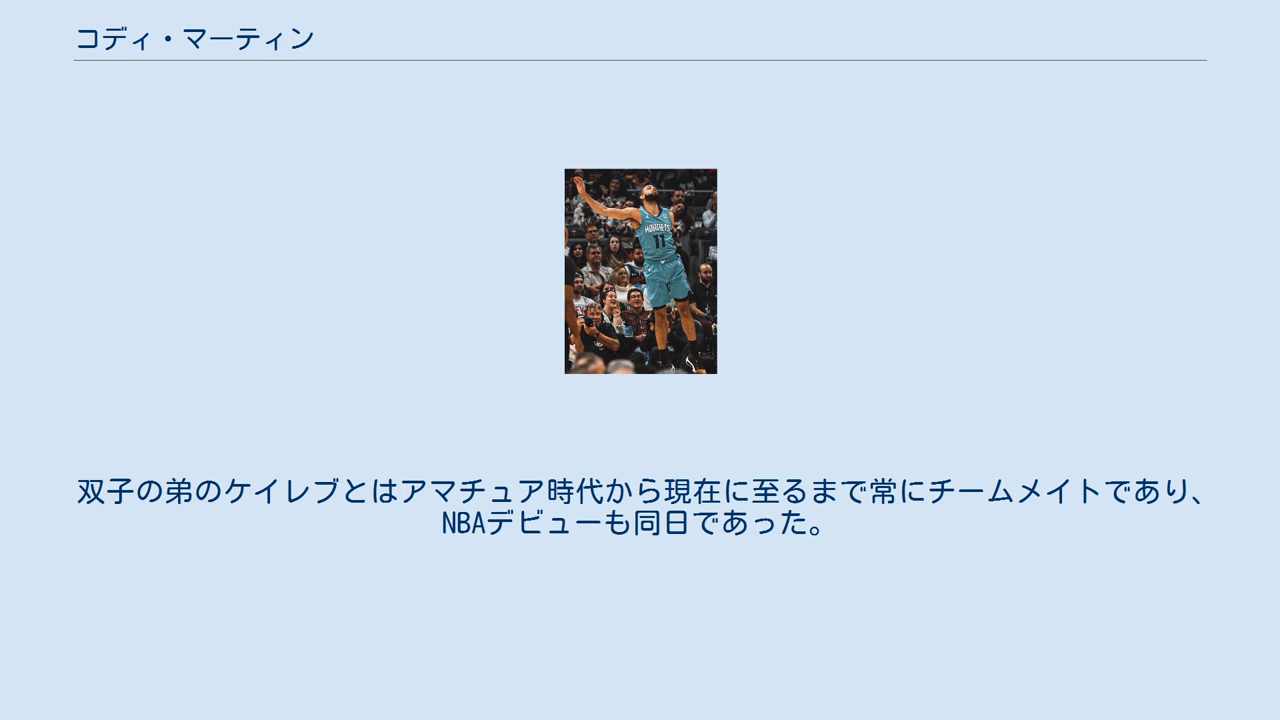 コディ・マーティン
HORNETS
11
双子の弟のケイレブとはアマチュア時代から現在に至るまで常にチームメイトであり、
NBAデビューも同日であった。